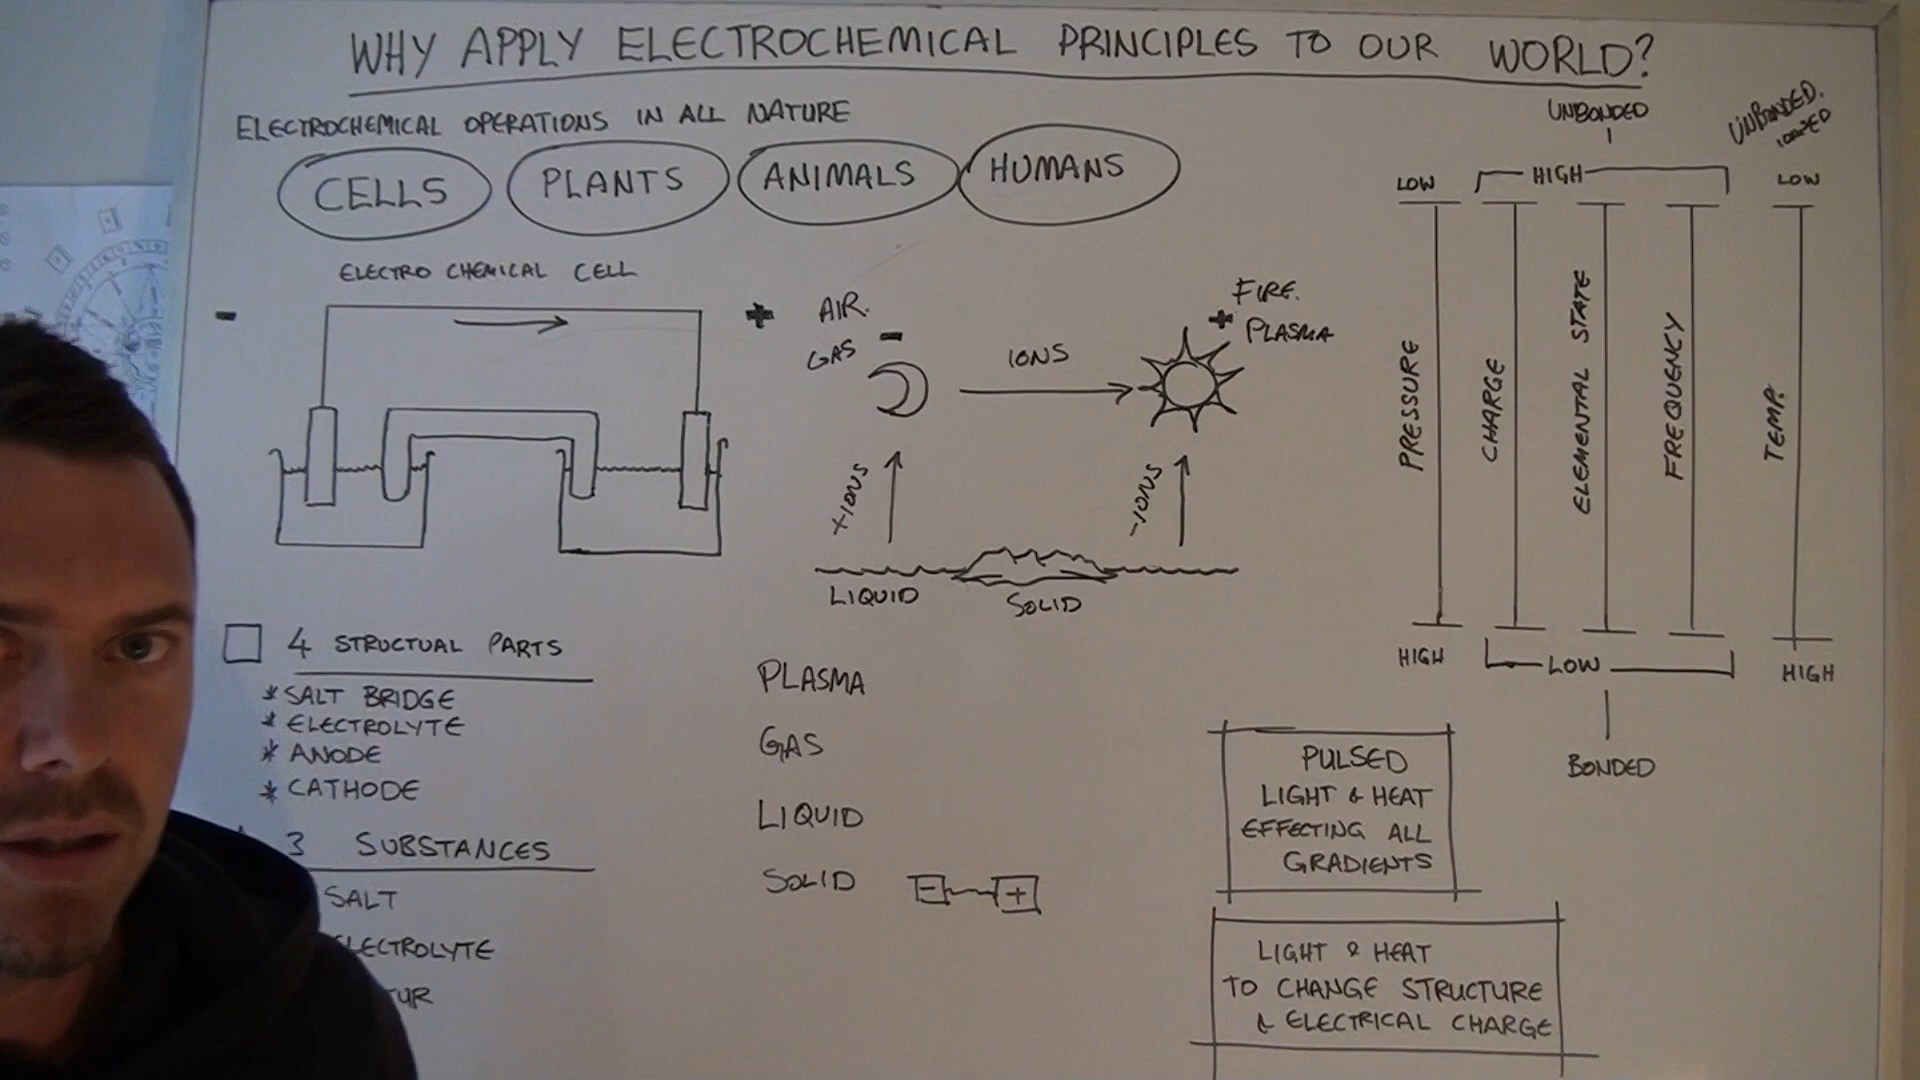 WHY APPLY ELECTROCHEMICAL PRINCIPLES TO OUR WORLD?
ELECTROCHEMICAL OPERATIONS IN ALL NATURE
CELLS PLANTS ANIMALS HUMANS
ELECTRO CHEMICAL CELL
- +
AIR.
GAS -
IONS
FIRE.
+ PLASMA
+IONS
-IONS
LIQUID
SOLID
4 STRUCTUAL PARTS
* SALT BRIDGE
* ELECTROLYTE
* ANODE
* CATHODE
3 SUBSTANCES
SALT
LECTROLYTE
PLASMA
GAS
LIQUID
SOLID - +
UNBONDED
UNBONDED.
IONIZED
LOW HIGH LOW
PRESSURE
CHARGE
ELEMENTAL STATE
FREQUENCY
TEMP.
HIGH LOW HIGH
BONDED
PULSED
LIGHT & HEAT
EFFECTING ALL
GRADIENTS
LIGHT & HEAT
TO CHANGE STRUCTURE
& ELECTRICAL CHARGE